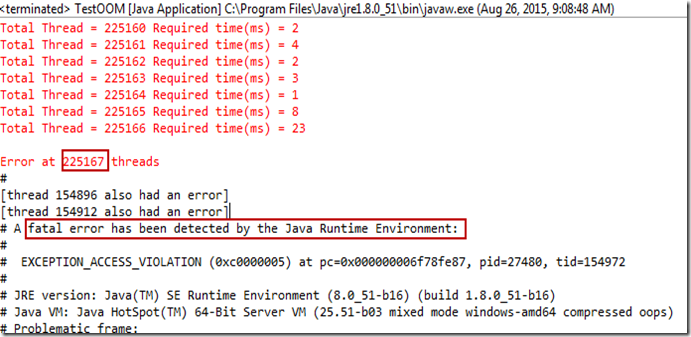 <terminated> TestOOM [Java Application] C:\Program Files\Java\jre1.8.0_51\bin\javaw.exe (Aug 26, 2015, 9:08:48 AM)
Total Thread = 225160 Required time(ms) = 2
Total Thread = 225161 Required time(ms) = 4
Total Thread = 225162 Required time(ms) = 2
Total Thread = 225163 Required time(ms) = 3
Total Thread = 225164 Required time(ms) = 1
Total Thread = 225165 Required time(ms) = 8
Total Thread = 225166 Required time(ms) = 23
Error at 225167 threads
#
[thread 154896 also had an error]
[thread 154912 also had an error]
# A fatal error has been detected by the Java Runtime Environment:
#
#  EXCEPTION_ACCESS_VIOLATION (0xc0000005) at pc=0x000000006f78fe87, pid=27480, tid=154972
#
# JRE version: Java(TM) SE Runtime Environment (8.0_51-b16) (build 1.8.0_51-b16)
# Java VM: Java HotSpot(TM) 64-Bit Server VM (25.51-b03 mixed mode windows-amd64 compressed oops)
# Problematic frame: